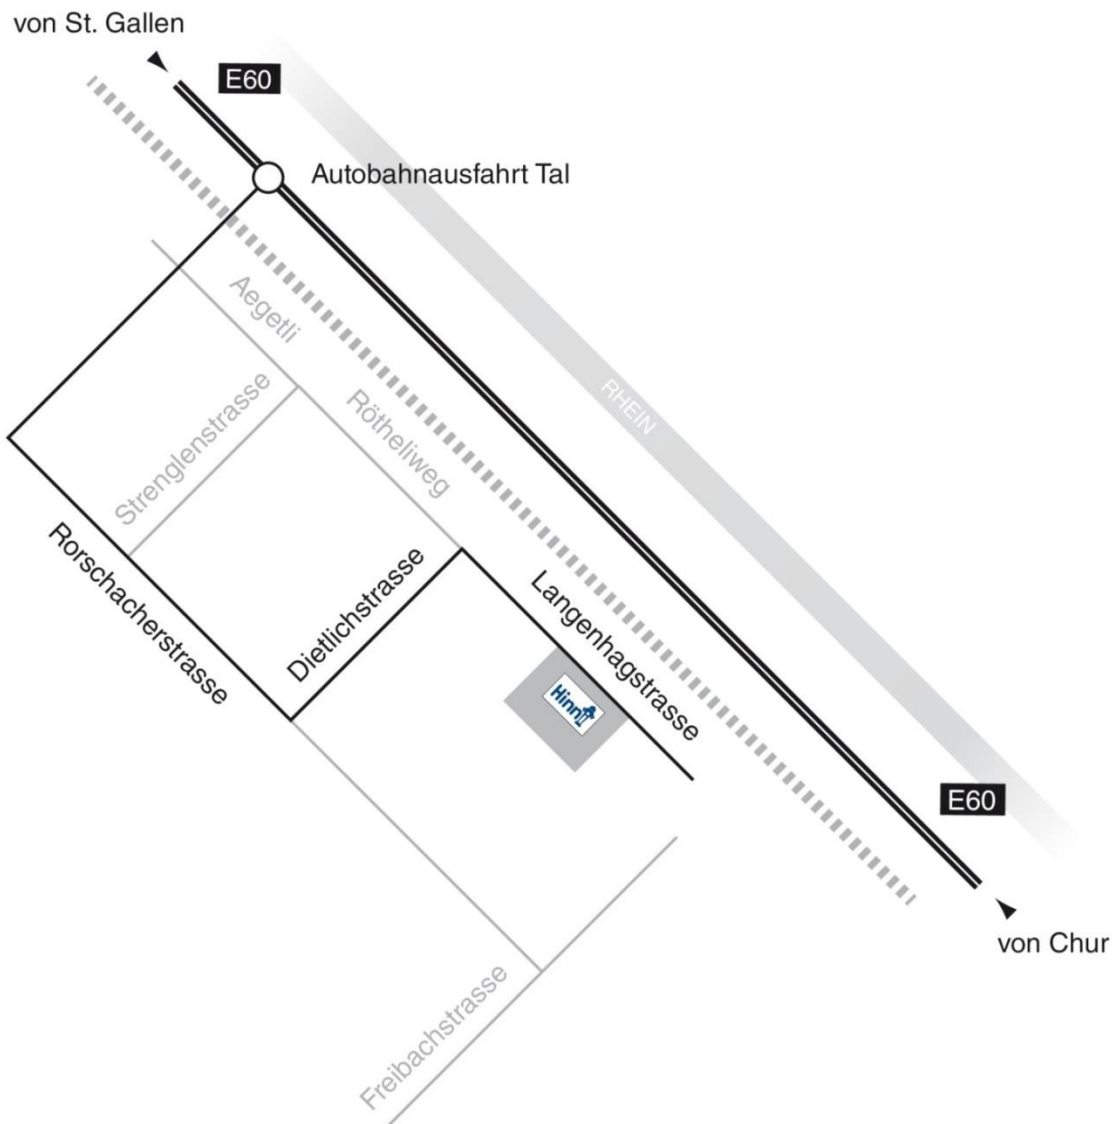 von St. Gallen
E60
Autobahnausfahrt Tal
Aegetli
Strenglenstrasse
Rötheliweg
RHEIN
Rorschacherstrasse
Dietlichstrasse
Langenhagstrasse
Hinni
E60
von Chur
Freibachstrasse